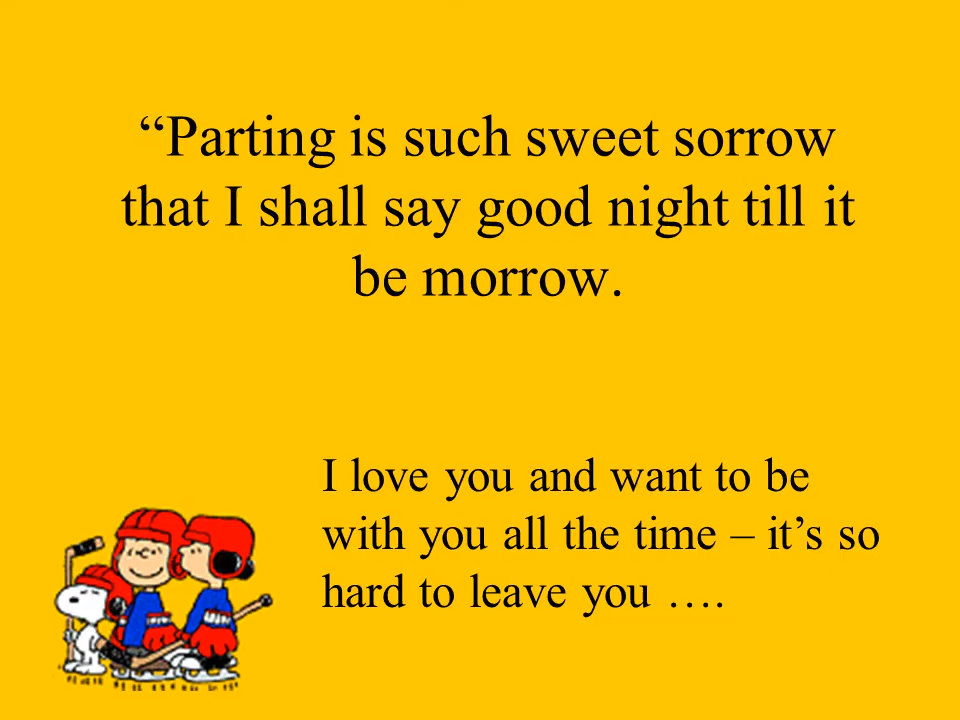 “Parting is such sweet sorrow
that I shall say good night till it
be morrow.
I love you and want to be
with you all the time – it’s so
hard to leave you ….